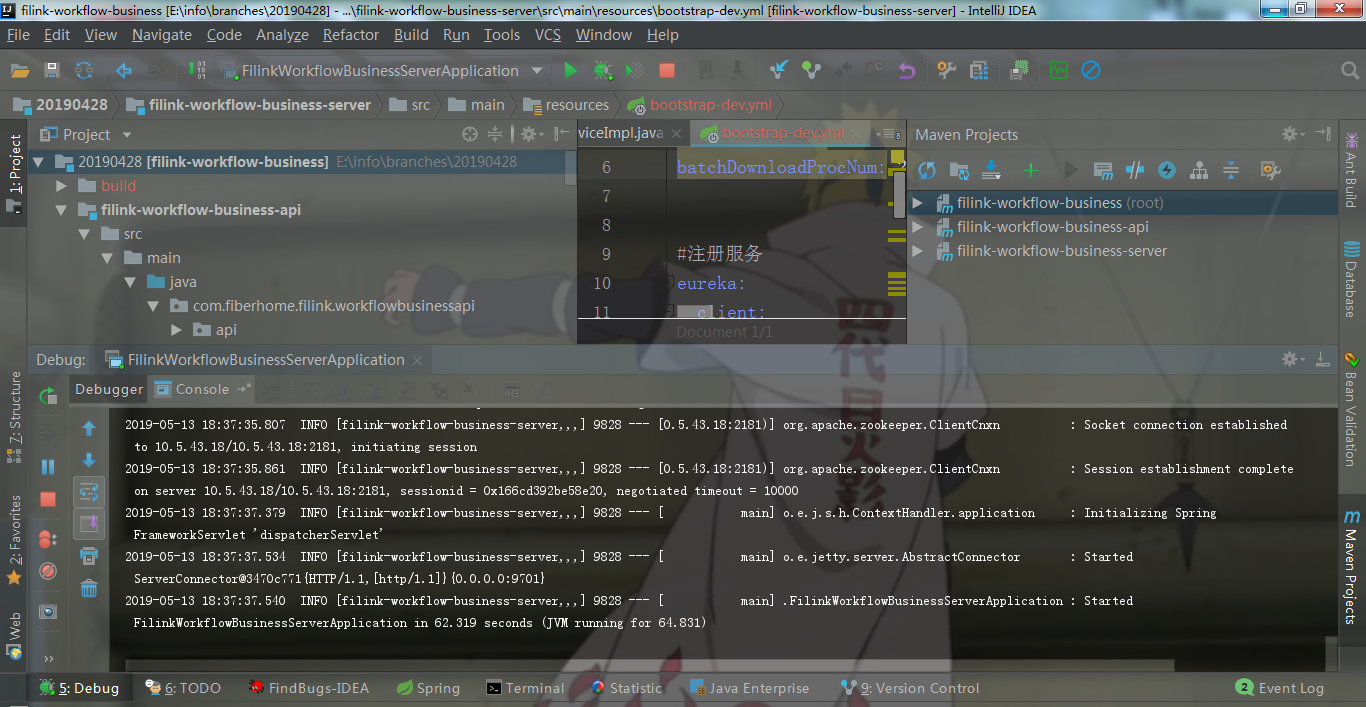 filink-workflow-business [E:\info\branches\20190428] - ...\filink-workflow-business-server\src\main\resources\bootstrap-dev.yml [filink-workflow-business-server] - IntelliJ IDEA
File Edit View Navigate Code Analyze Refactor Build Run Tools VCS Window Help
FilinkWorkflowBusinessServerApplication
20190428 filink-workflow-business-server src main resources bootstrap-dev.yml
Project
viceImpl.java bootstrap-dev.yml
Maven Projects
1: Project
20190428 [filink-workflow-business] E:\info\branches\20190428
build
filink-workflow-business-api
src
main
java
com.fiberhome.filink.workflowbusinessapi
api
6 batchDownloadProcNum: 2
7
8
9 #注册服务
10 eureka:
11 client:
Document 1/1
filink-workflow-business (root)
filink-workflow-business-api
filink-workflow-business-server
Ant Build
Database
Bean Validation
Maven Projects
7: Structure
2: Favorites
Web
Debug: FilinkWorkflowBusinessServerApplication
Debugger Console
2019-05-13 18:37:35.807 INFO [filink-workflow-business-server,,,] 9828 --- [0.5.43.18:2181)] org.apache.zookeeper.ClientCnxn : Socket connection established
to 10.5.43.18/10.5.43.18:2181, initiating session
2019-05-13 18:37:35.861 INFO [filink-workflow-business-server,,,] 9828 --- [0.5.43.18:2181)] org.apache.zookeeper.ClientCnxn : Session establishment complete
on server 10.5.43.18/10.5.43.18:2181, sessionid = 0x166cd392be58e20, negotiated timeout = 10000
2019-05-13 18:37:37.379 INFO [filink-workflow-business-server,,,] 9828 --- [ main] o.e.j.s.h.ContextHandler.application : Initializing Spring
FrameworkServlet 'dispatcherServlet'
2019-05-13 18:37:37.534 INFO [filink-workflow-business-server,,,] 9828 --- [ main] o.e.jetty.server.AbstractConnector : Started
ServerConnector@3470c771{HTTP/1.1,[http/1.1]}{0.0.0.0:9701}
2019-05-13 18:37:37.540 INFO [filink-workflow-business-server,,,] 9828 --- [ main] .FilinkWorkflowBusinessServerApplication : Started
FilinkWorkflowBusinessServerApplication in 62.319 seconds (JVM running for 64.831)
四代目火影
5: Debug 6: TODO FindBugs-IDEA Spring Terminal Statistic Java Enterprise 9: Version Control 2 Event Log